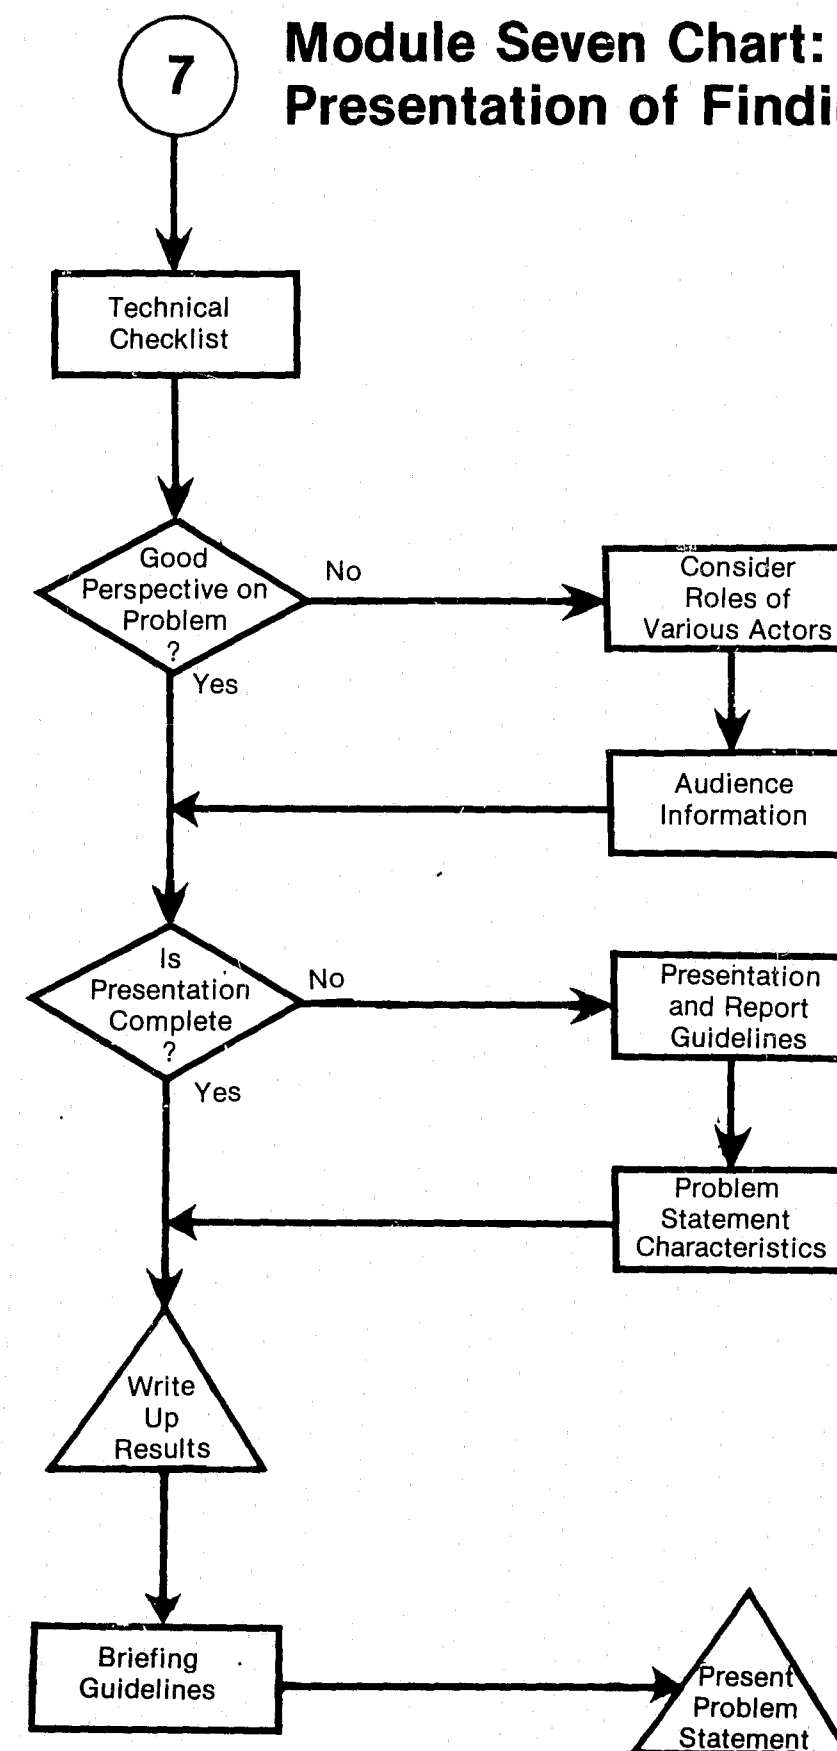 7
Module Seven Chart:
Presentation of
Technical
Checklist
Good
Perspective on
Problem
?
No
Yes
Consider
Roles of
Various Actors
Audience
Information
Is
Presentation
Complete
?
No
Yes
Presentation
and Report
Guidelines
Problem
Statement
Characteristics
Write
Up
Results
Briefing
Guidelines
Present
Problem
Statement